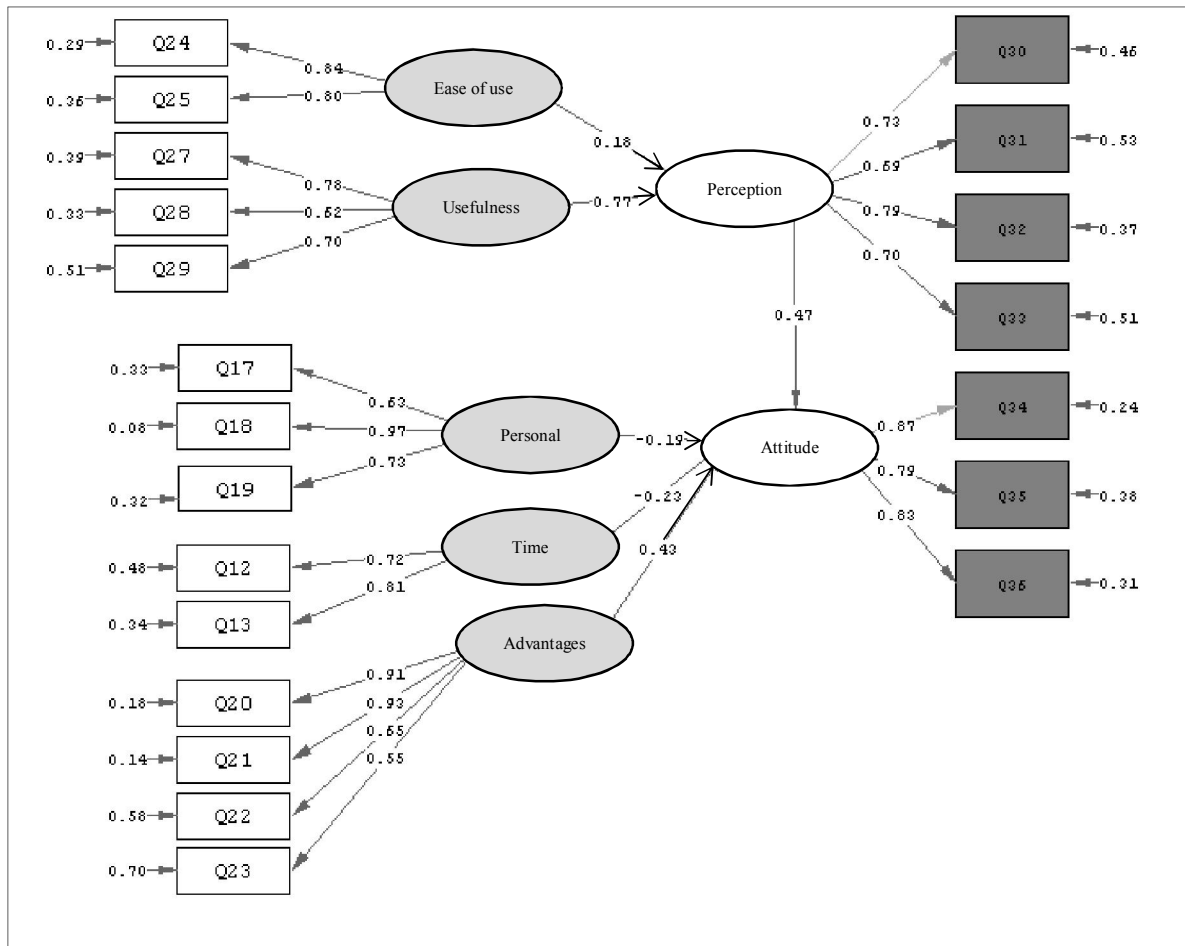 Q24
0.29
0.84
Ease of use
Q25
0.36
0.80
0.18
Q27
0.39
0.78
Usefulness
0.77
Perception
Q28
0.33
0.62
Q29
0.51
0.70
Q30
0.46
0.73
Q31
0.53
0.69
Q32
0.37
0.79
Q33
0.51
0.70
0.47
Q17
0.33
0.63
Q18
0.08
0.97
Personal
-0.19
Attitude
Q19
0.32
0.73
Q34
0.24
0.87
Q35
0.38
0.79
Q36
0.31
0.83
Q12
0.48
0.72
Time
-0.23
Q13
0.34
0.81
0.43
Advantages
Q20
0.18
0.91
Q21
0.14
0.93
Q22
0.58
0.65
Q23
0.70
0.55